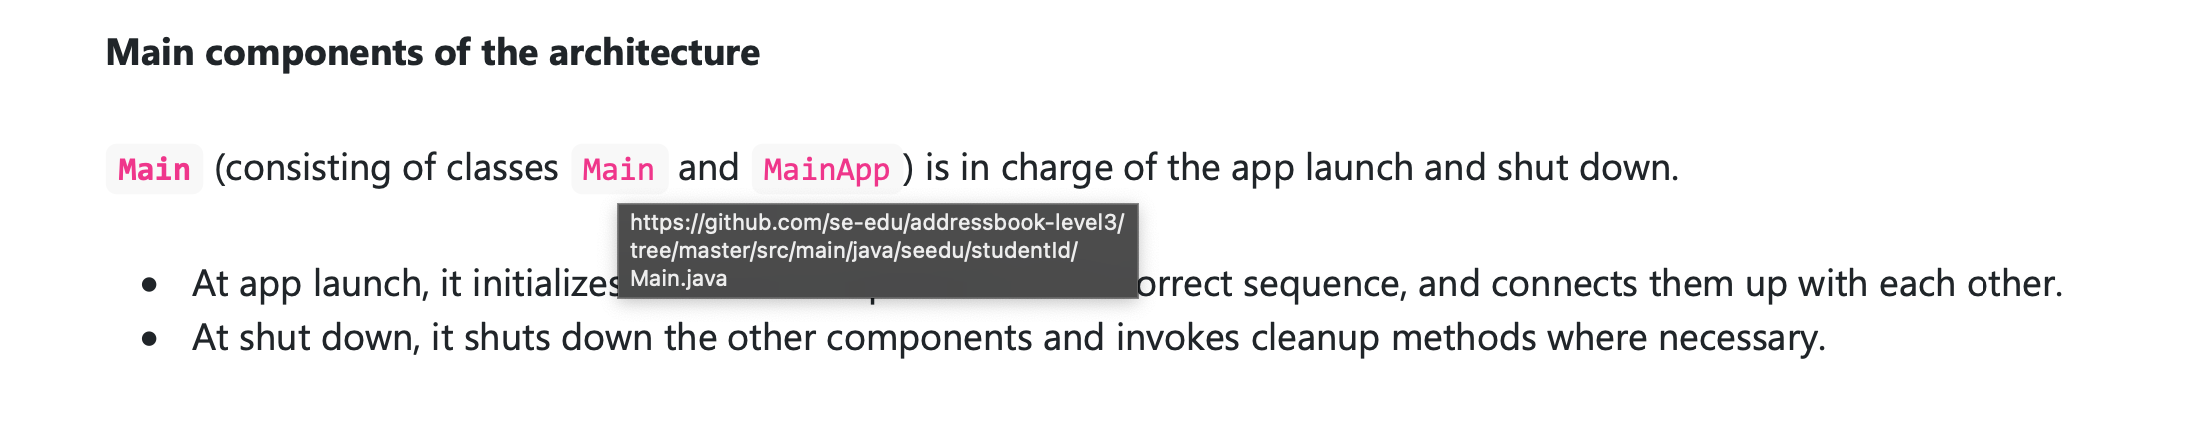 Main components of the architecture
Main (consisting of classes Main and MainApp) is in charge of the app launch and shut down.
https://github.com/se-edu/addressbook-level3/
tree/master/src/main/java/seedu/studentId/
Main.java
• At app launch, it initializes orrect sequence, and connects them up with each other.
• At shut down, it shuts down the other components and invokes cleanup methods where necessary.